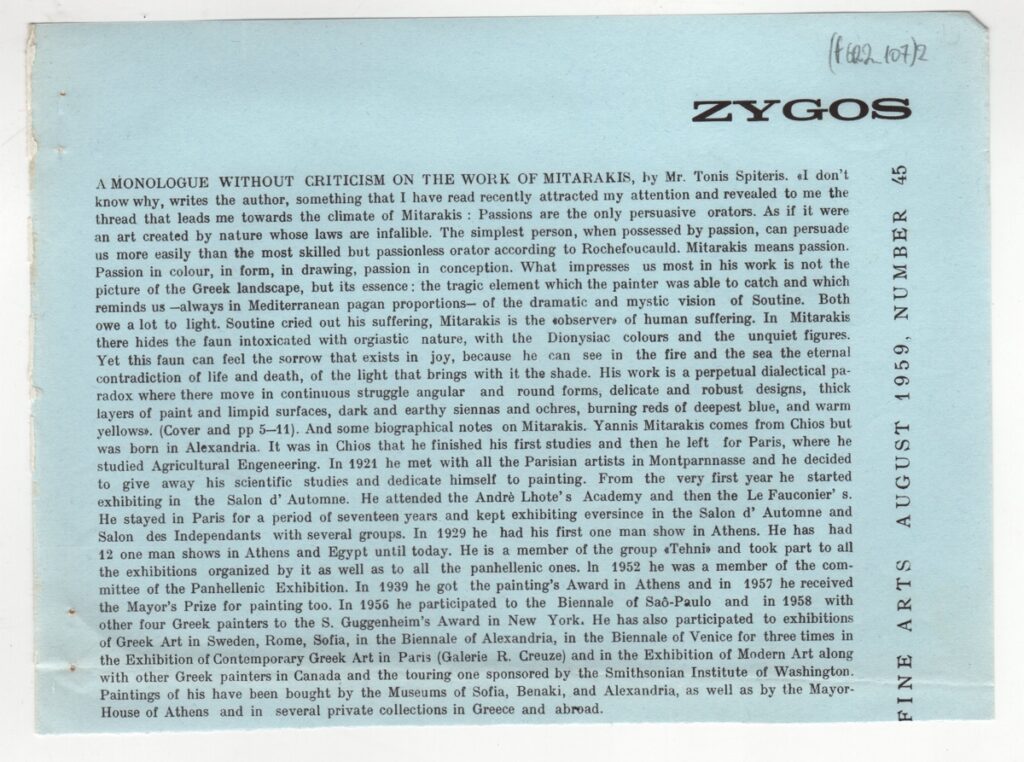 (f 622_107)2
ZYGOS
A MONOLOGUE WITHOUT CRITICISM ON THE WORK OF MITARAKIS, by Mr. Tonis Spiteris. «I don't
know why, writes the author, something that I have read recently attracted my attention and revealed to me the
thread that leads me towards the climate of Mitarakis : Passions are the only persuasive orators. As if it were
an art created by nature whose laws are infalible. The simplest person, when possessed by passion, can persuade
us more easily than the most skilled but passionless orator according to Rochefoucauld. Mitarakis means passion.
Passion in colour, in form, in drawing, passion in conception. What impresses us most in his work is not the
picture of the Greek landscape, but its essence : the tragic element which the painter was able to catch and which
reminds us —always in Mediterranean pagan proportions— of the dramatic and mystic vision of Soutine. Both
owe a lot to light. Soutine cried out his suffering, Mitarakis is the «observer» of human suffering. In Mitarakis
there hides the faun intoxicated with orgiastic nature, with the Dionysiac colours and the unquiet figures.
Yet this faun can feel the sorrow that exists in joy, because he can see in the fire and the sea the eternal
contradiction of life and death, of the light that brings with it the shade. His work is a perpetual dialectical pa-
radox where there move in continuous struggle angular and round forms, delicate and robust designs, thick
layers of paint and limpid surfaces, dark and earthy siennas and ochres, burning reds of deepest blue, and warm
yellows». (Cover and pp 5—11). And some biographical notes on Mitarakis. Yannis Mitarakis comes from Chios but
was born in Alexandria. It was in Chios that he finished his first studies and then he left for Paris, where he
studied Agricultural Engeneering. In 1921 he met with all the Parisian artists in Montparnnasse and he decided
to give away his scientific studies and dedicate himself to painting. From the very first year he started
exhibiting in the Salon d' Automne. He attended the Andrè Lhote's Academy and then the Le Fauconier' s.
He stayed in Paris for a period of seventeen years and kept exhibiting eversince in the Salon d' Automne and
Salon des Independants with several groups. In 1929 he had his first one man show in Athens. He has had
12 one man shows in Athens and Egypt until today. He is a member of the group «Tehni» and took part to all
the exhibitions organized by it as well as to all the panhellenic ones. In 1952 he was a member of the com-
mittee of the Panhellenic Exhibition. In 1939 he got the painting's Award in Athens and in 1957 he received
the Mayor's Prize for painting too. In 1956 he participated to the Biennale of Saô-Paulo and in 1958 with
other four Greek painters to the S. Guggenheim's Award in New York. He has also participated to exhibitions
of Greek Art in Sweden, Rome, Sofia, in the Biennale of Alexandria, in the Biennale of Venice for three times in
the Exhibition of Contemporary Greek Art in Paris (Galerie R. Creuze) and in the Exhibition of Modern Art along
with other Greek painters in Canada and the touring one sponsored by the Smithsonian Institute of Washington.
Paintings of his have been bought by the Museums of Sofia, Benaki, and Alexandria, as well as by the Mayor-
House of Athens and in several private collections in Greece and abroad.
FINE ARTS AUGUST 1959, NUMBER 45